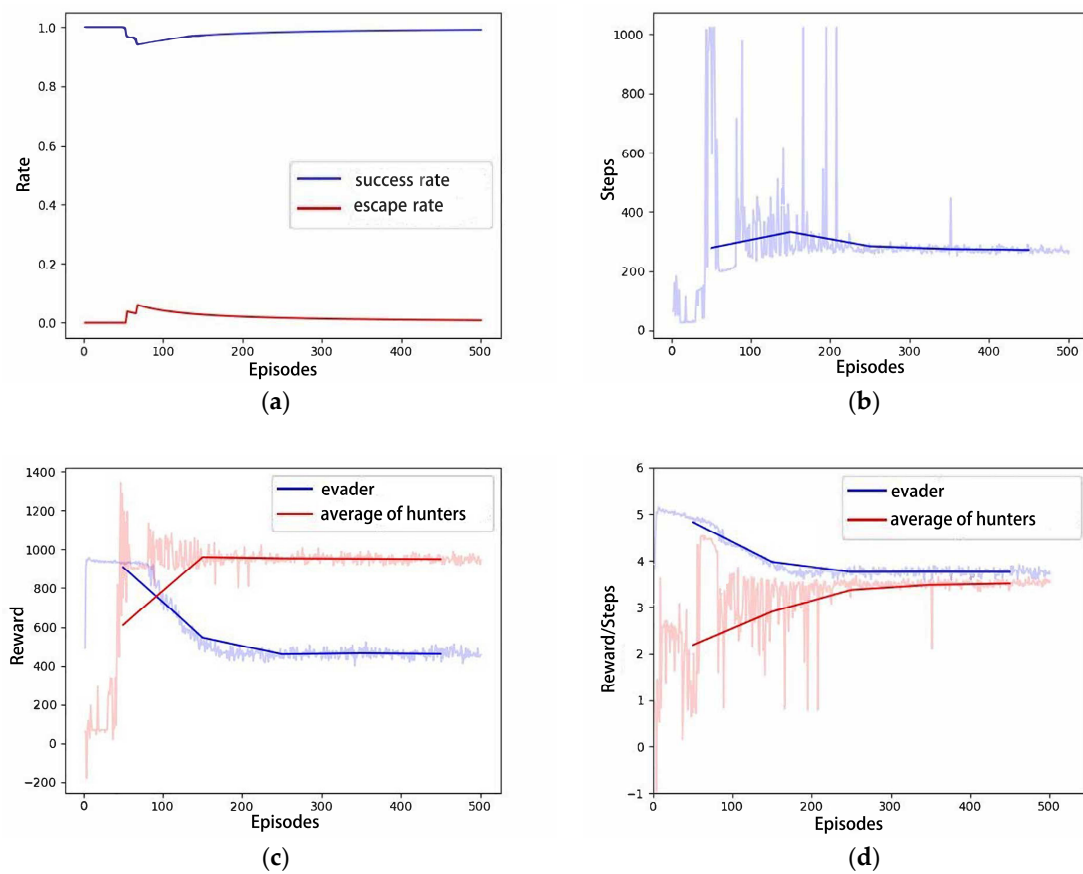 1.0
0.8
0.6
0.4
0.2
0.0
Rate
success rate
escape rate
0
100
200
300
400
500
Episodes
(a)
1000
800
600
400
200
0
Steps
0
100
200
300
400
500
Episodes
(b)
1400
1200
1000
800
600
400
200
0
−200
Reward
evader
average of hunters
0
100
200
300
400
500
Episodes
(c)
6
5
4
3
2
1
0
−1
Reward/Steps
evader
average of hunters
0
100
200
300
400
500
Episodes
(d)